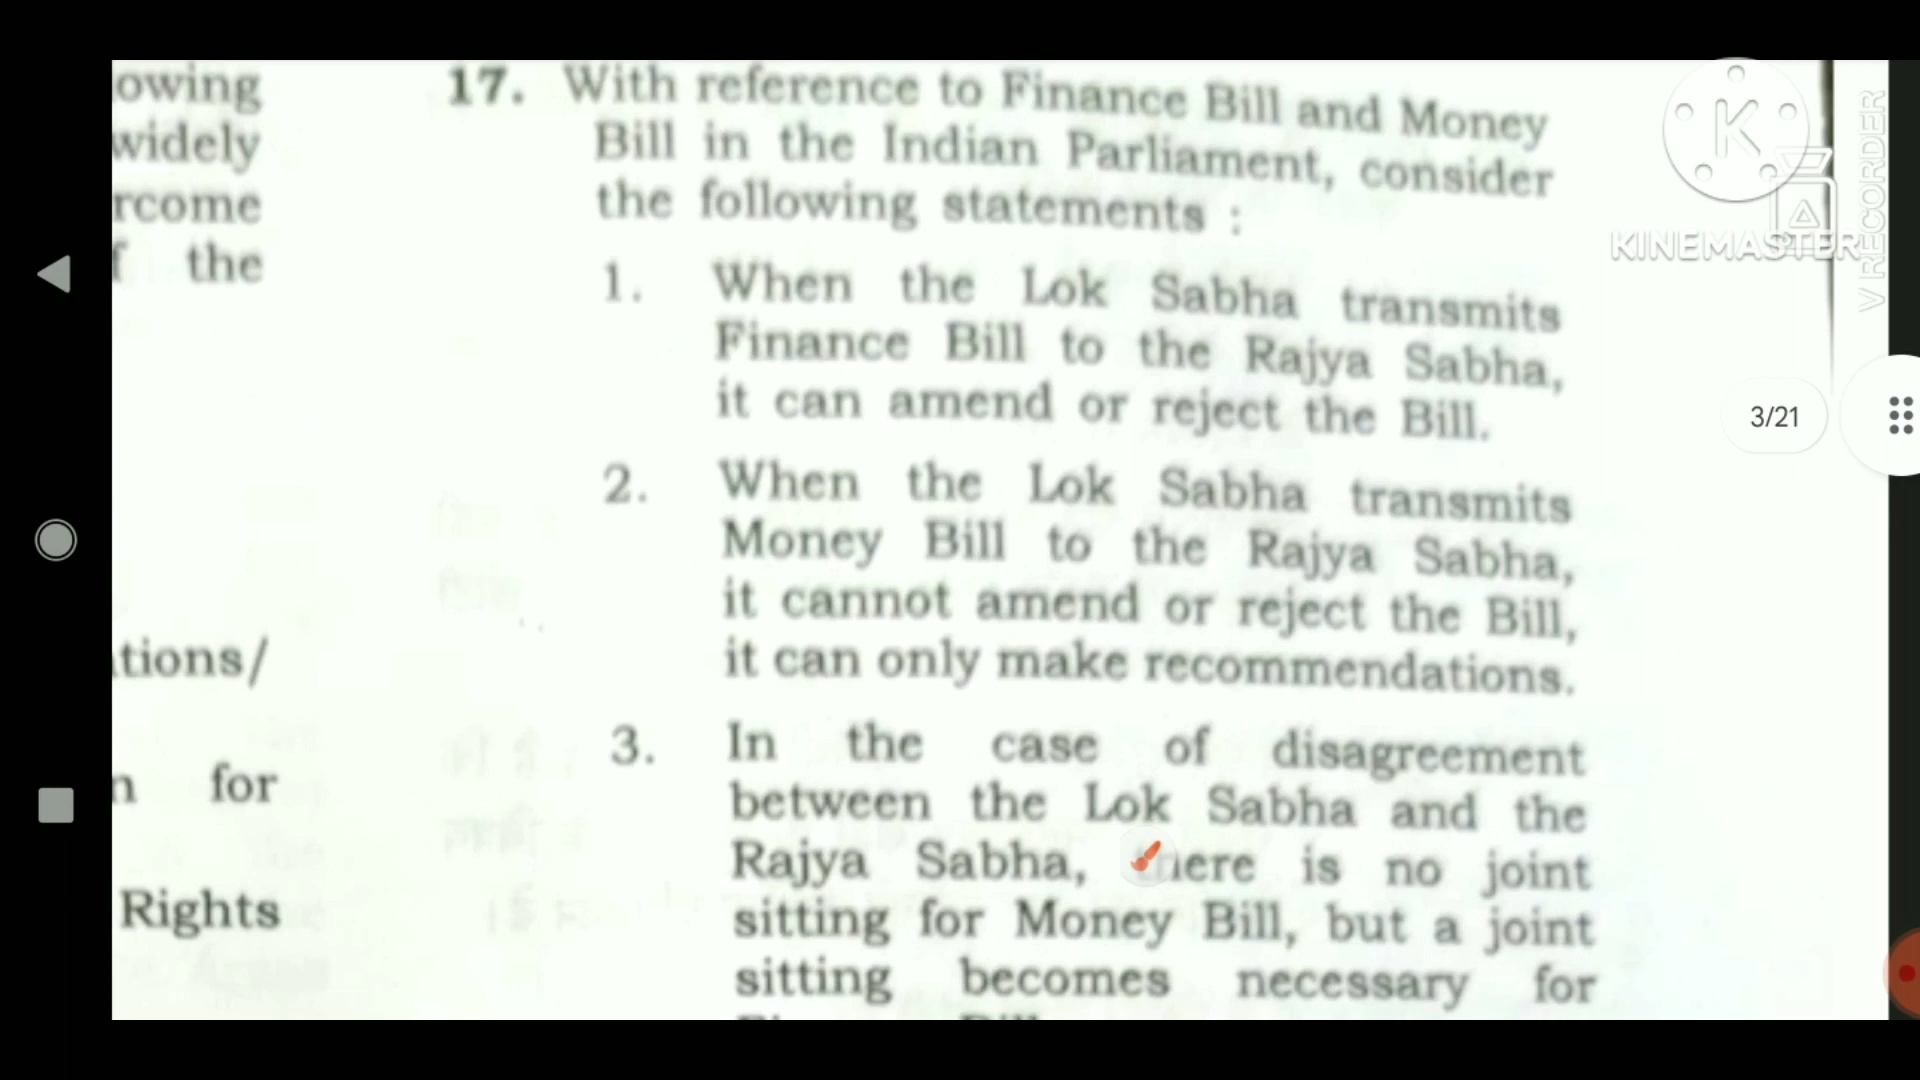 owing
widely
rcome
f the
tions/
n for
Rights
17. With reference to Finance Bill and Money
Bill in the Indian Parliament, consider
the following statements :
1. When the Lok Sabha transmits
Finance Bill to the Rajya Sabha,
it can amend or reject the Bill.
2. When the Lok Sabha transmits
Money Bill to the Rajya Sabha,
it cannot amend or reject the Bill,
it can only make recommendations.
3. In the case of disagreement
between the Lok Sabha and the
Rajya Sabha, there is no joint
sitting for Money Bill, but a joint
sitting becomes necessary for
K
KINEMASTER
V RECORDER
3/21